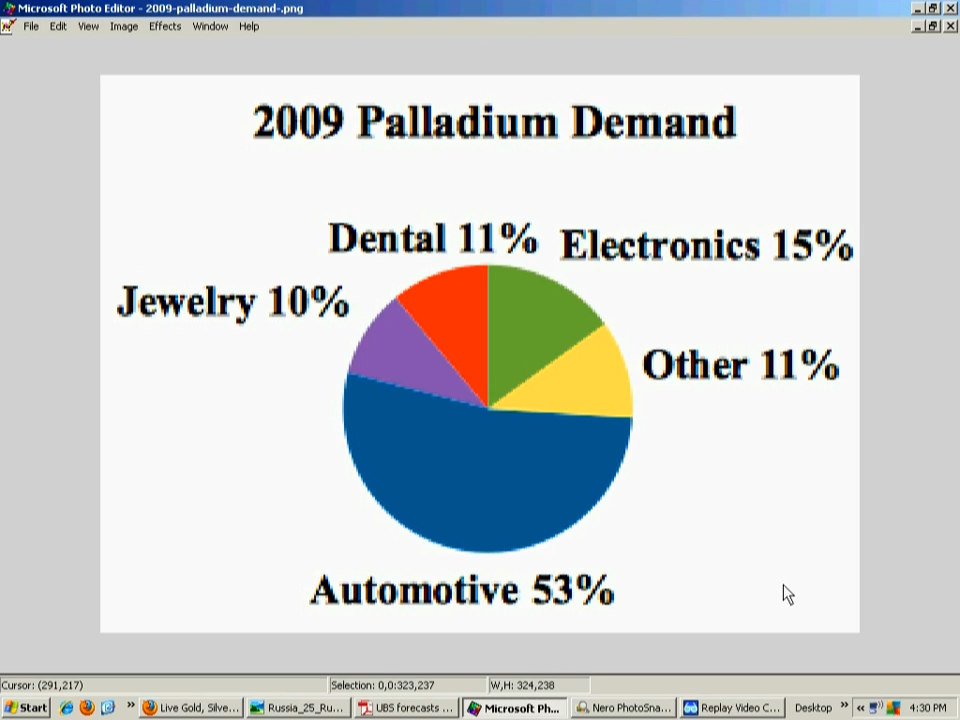 Microsoft Photo Editor - 2009-palladium-demand-.png
File Edit View Image Effects Window Help
2009 Palladium Demand
Dental 11%
Electronics 15%
Jewelry 10%
Other 11%
Automotive 53%
Cursor: (291,217) Selection: 0,0:323,237 W,H: 324,238
Start » Live Gold, Silve... Russia_25_Ru... UBS forecasts ... Microsoft Ph... Nero PhotoSna... Replay Video C... Desktop » « 4:30 PM